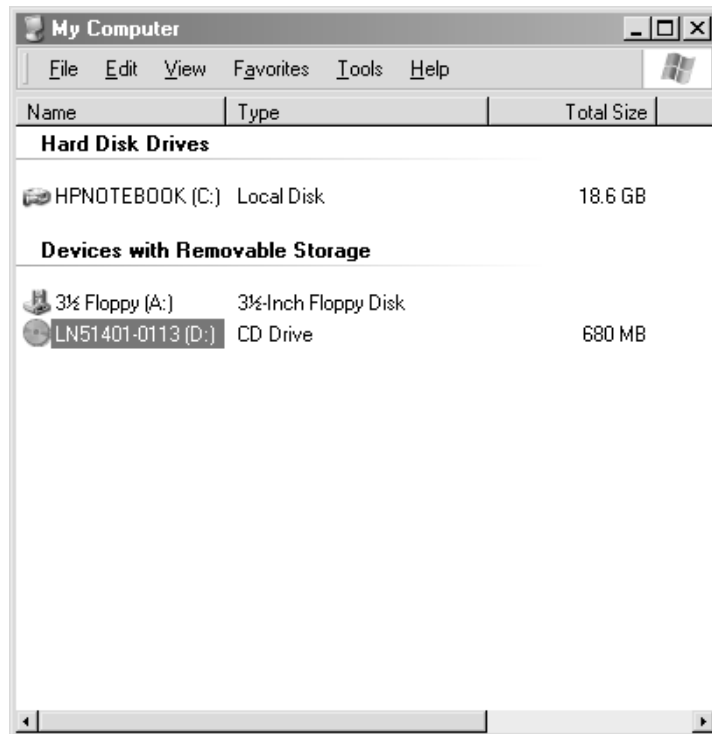 My Computer
File Edit View Favorites Tools Help
Name Type Total Size
Hard Disk Drives
HPNOTEBOOK (C:) Local Disk 18.6 GB
Devices with Removable Storage
3½ Floppy (A:) 3½-Inch Floppy Disk
LN51401-0113 (D:) CD Drive 680 MB